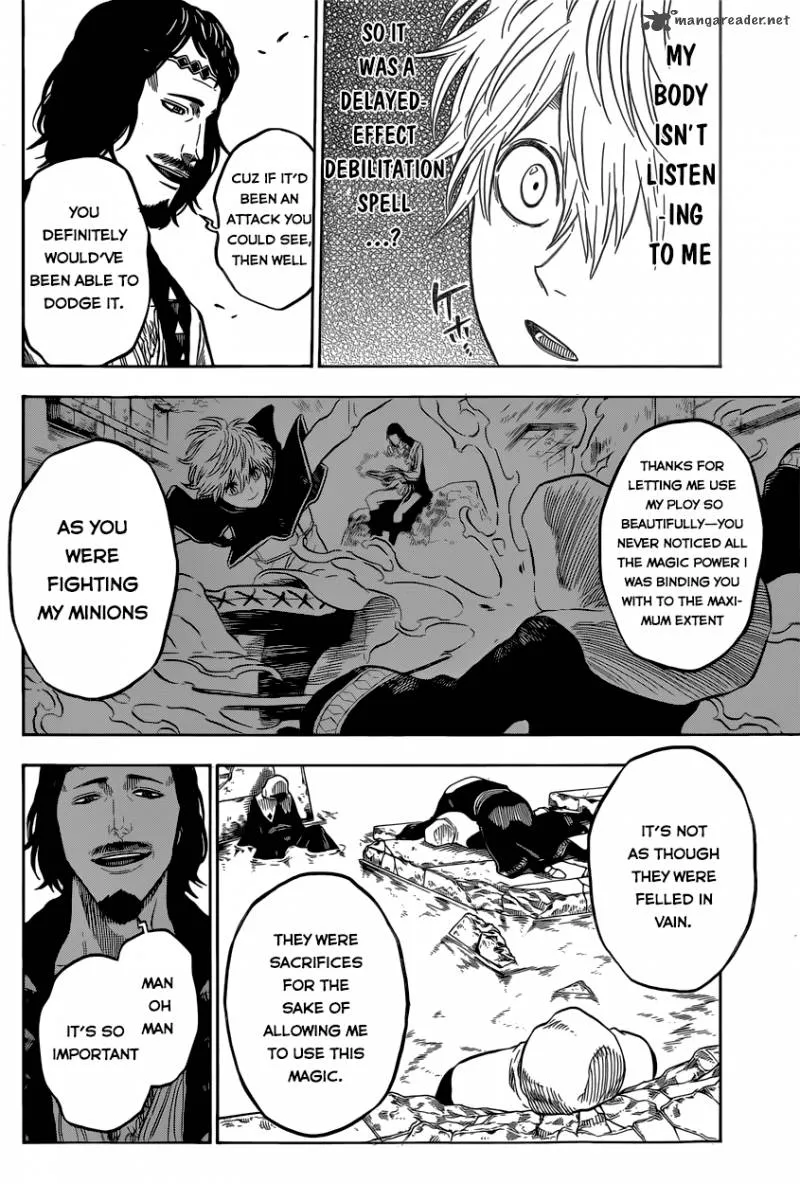 mangareader.net
MY
BODY
ISN'T
LISTEN
-ING
TO ME
SO IT
WAS A
DELAYED-
EFFECT
DEBILITATION
SPELL
...?
ケホッ
CUZ IF IT'D
BEEN AN
ATTACK YOU
COULD SEE,
THEN WELL
YOU
DEFINITELY
WOULD'VE
BEEN ABLE TO
DODGE IT.
THANKS FOR
LETTING ME USE
MY PLOY SO
BEAUTIFULLY—YOU
NEVER NOTICED ALL
THE MAGIC POWER I
WAS BINDING YOU
WITH TO THE MAXI-
MUM EXTENT
AS YOU
WERE
FIGHTING
MY MINIONS
IT'S NOT
AS THOUGH
THEY WERE
FELLED IN
VAIN.
THEY WERE
SACRIFICES
FOR THE
SAKE OF
ALLOWING ME
TO USE THIS
MAGIC.
MAN
OH
MAN
IT'S SO
IMPORTANT